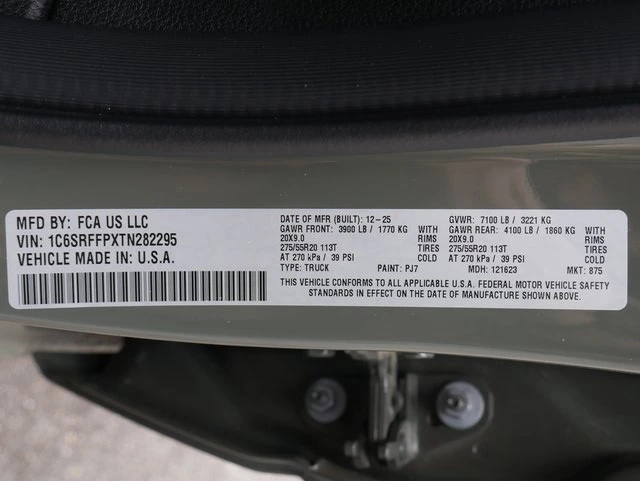 MFD BY: FCA US LLC
VIN: 1C6SRFFPXTN282295
VEHICLE MADE IN: U.S.A.
DATE OF MFR (BUILT): 12-25 GVWR: 7100 LB / 3221 KG
GAWR FRONT: 3900 LB / 1770 KG WITH GAWR REAR: 4100 LB / 1860 KG WITH
20X9.0 RIMS 20X9.0 RIMS
275/55R20 113T TIRES 275/55R20 113T TIRES
AT 270 kPa / 39 PSI COLD AT 270 kPa / 39 PSI COLD
TYPE: TRUCK PAINT: PJ7 MDH: 121623 MKT: 875
THIS VEHICLE CONFORMS TO ALL APPLICABLE U.S.A. FEDERAL MOTOR VEHICLE SAFETY
STANDARDS IN EFFECT ON THE DATE OF MANUFACTURE SHOWN ABOVE.